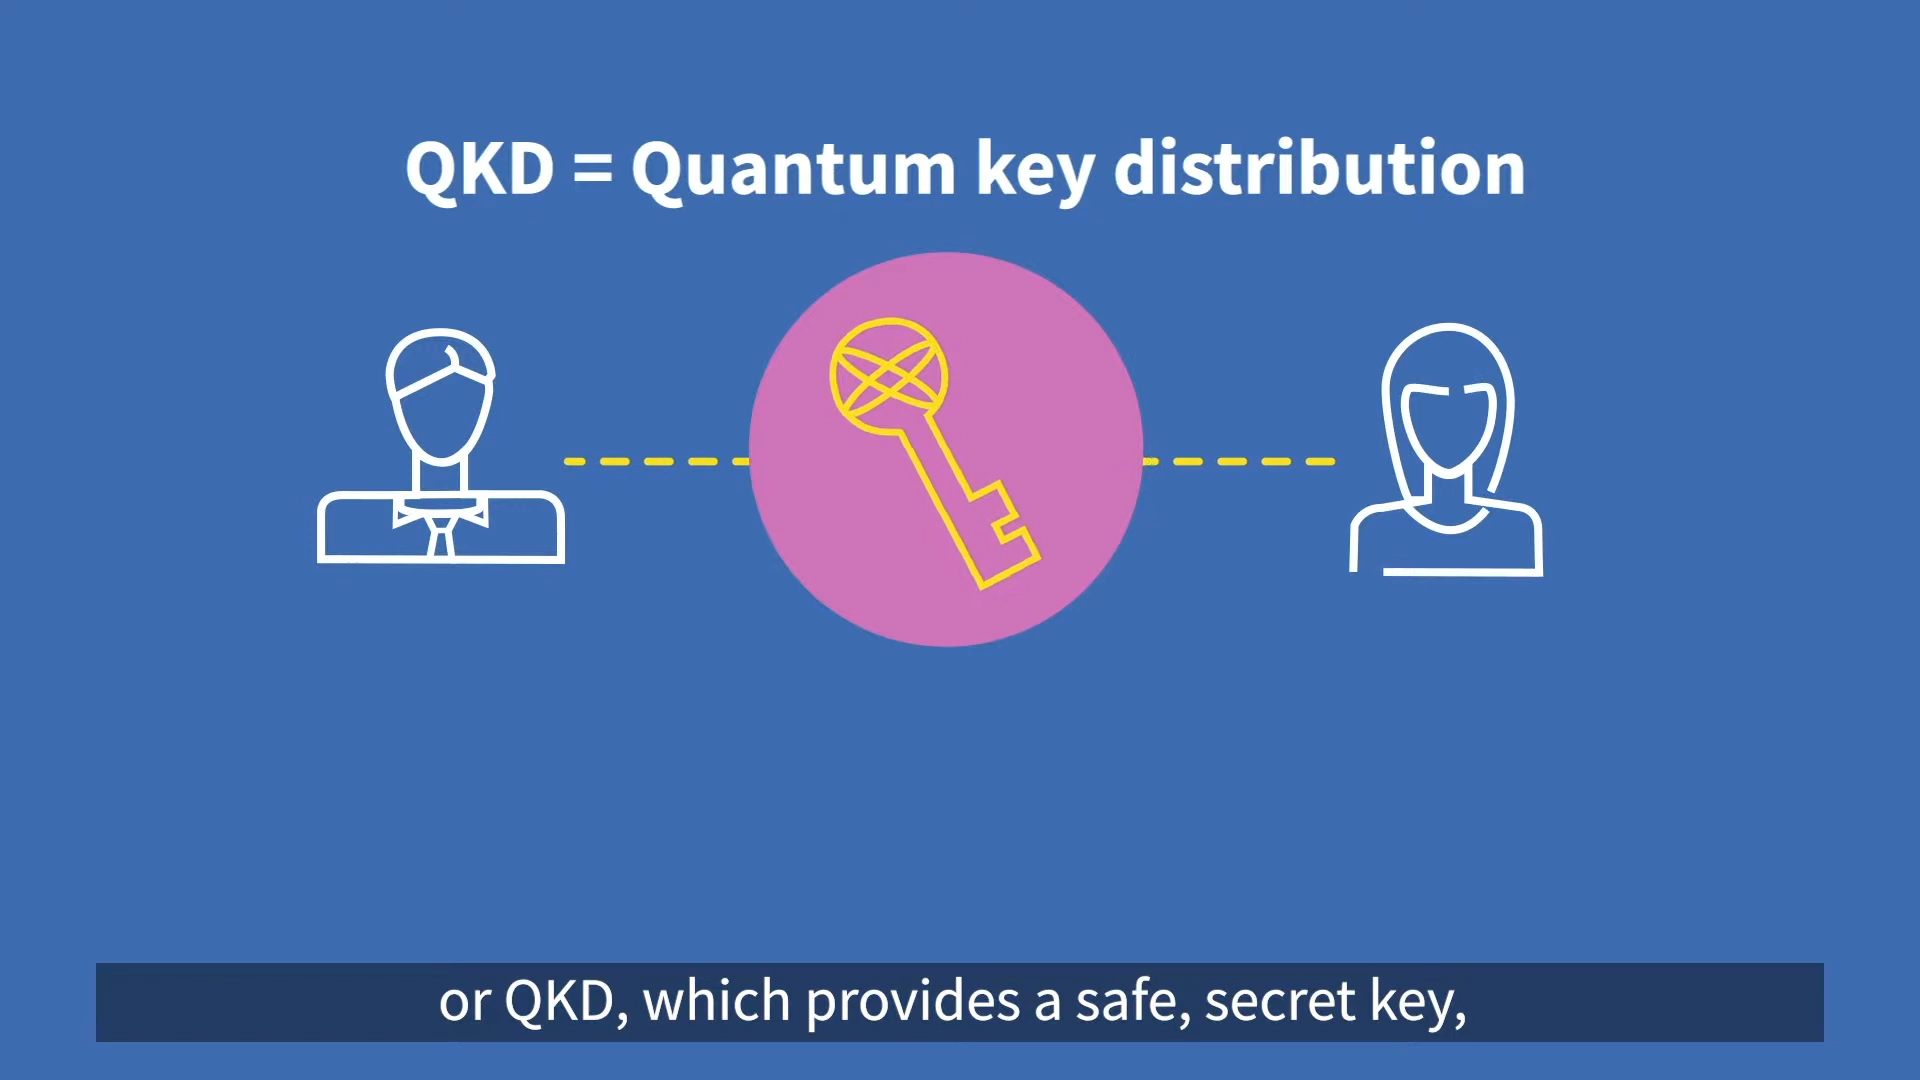 QKD = Quantum key distribution
or QKD, which provides a safe, secret key,